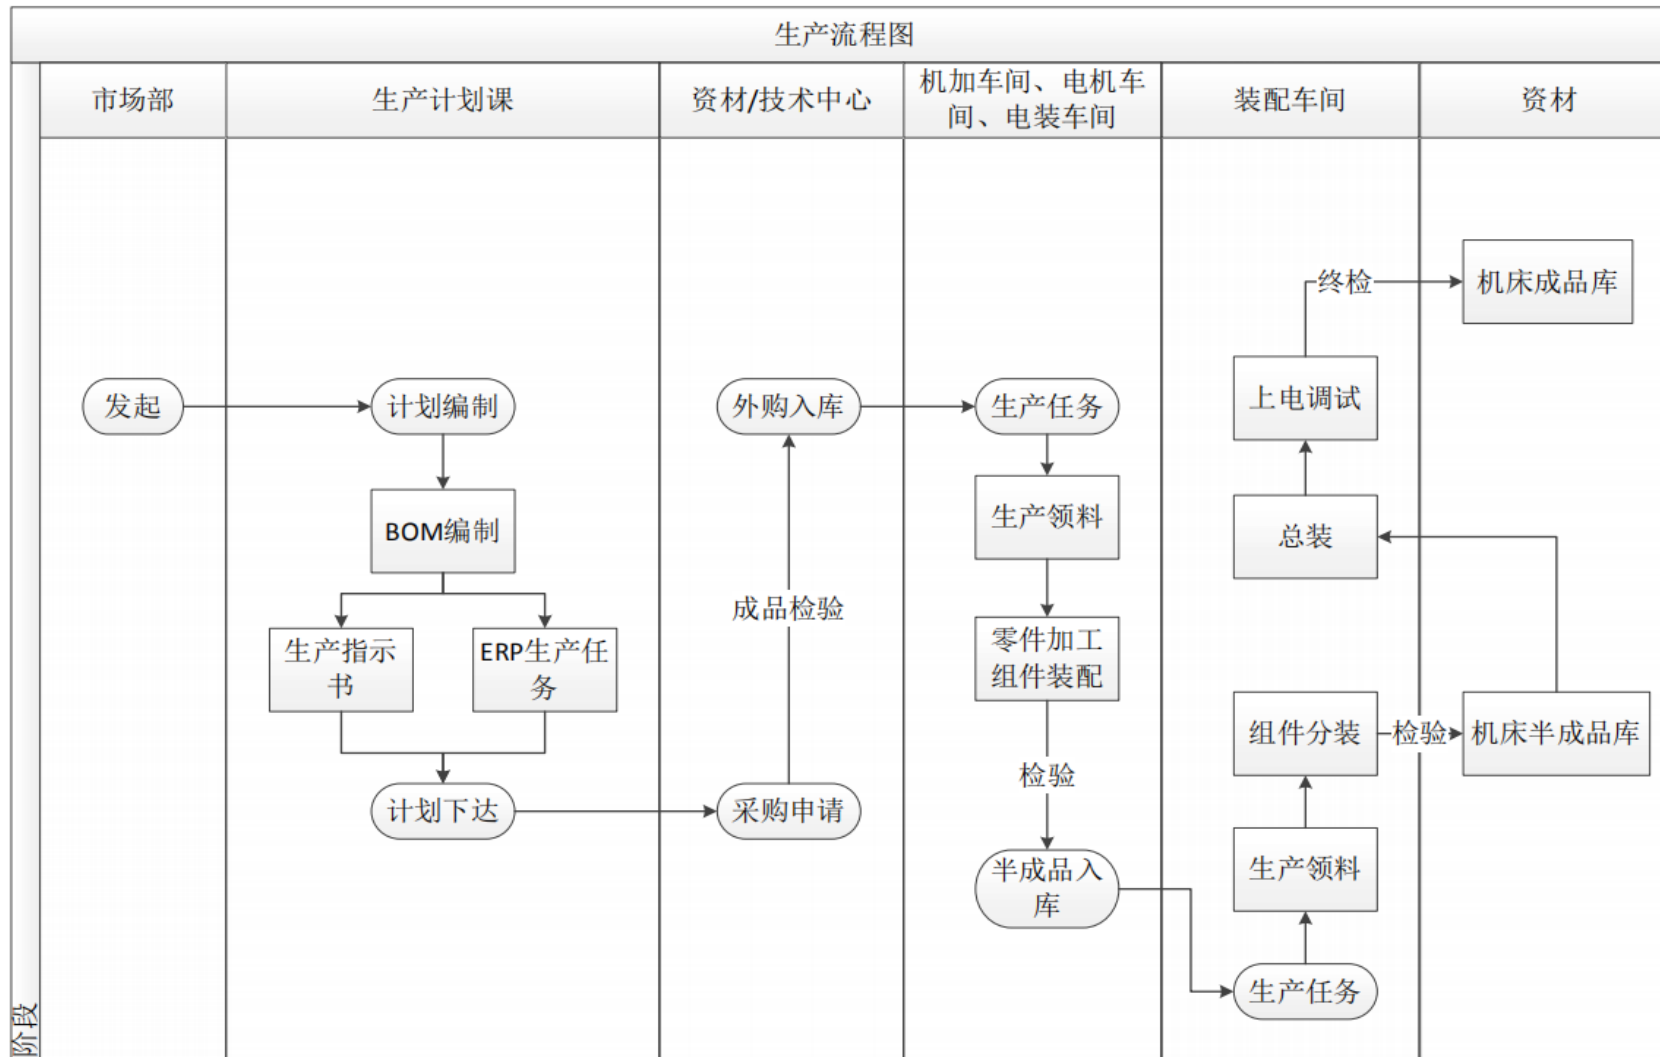 生产流程图
市场部
生产计划课
资材/技术中心
机加车间、电机车
间、电装车间
装配车间
资材
发起
计划编制
BOM编制
生产指示
书
ERP生产任
务
计划下达
外购入库
成品检验
采购申请
生产任务
生产领料
零件加工
组件装配
检验
半成品入
库
终检
上电调试
总装
组件分装
检验
生产领料
生产任务
机床成品库
机床半成品库
阶段